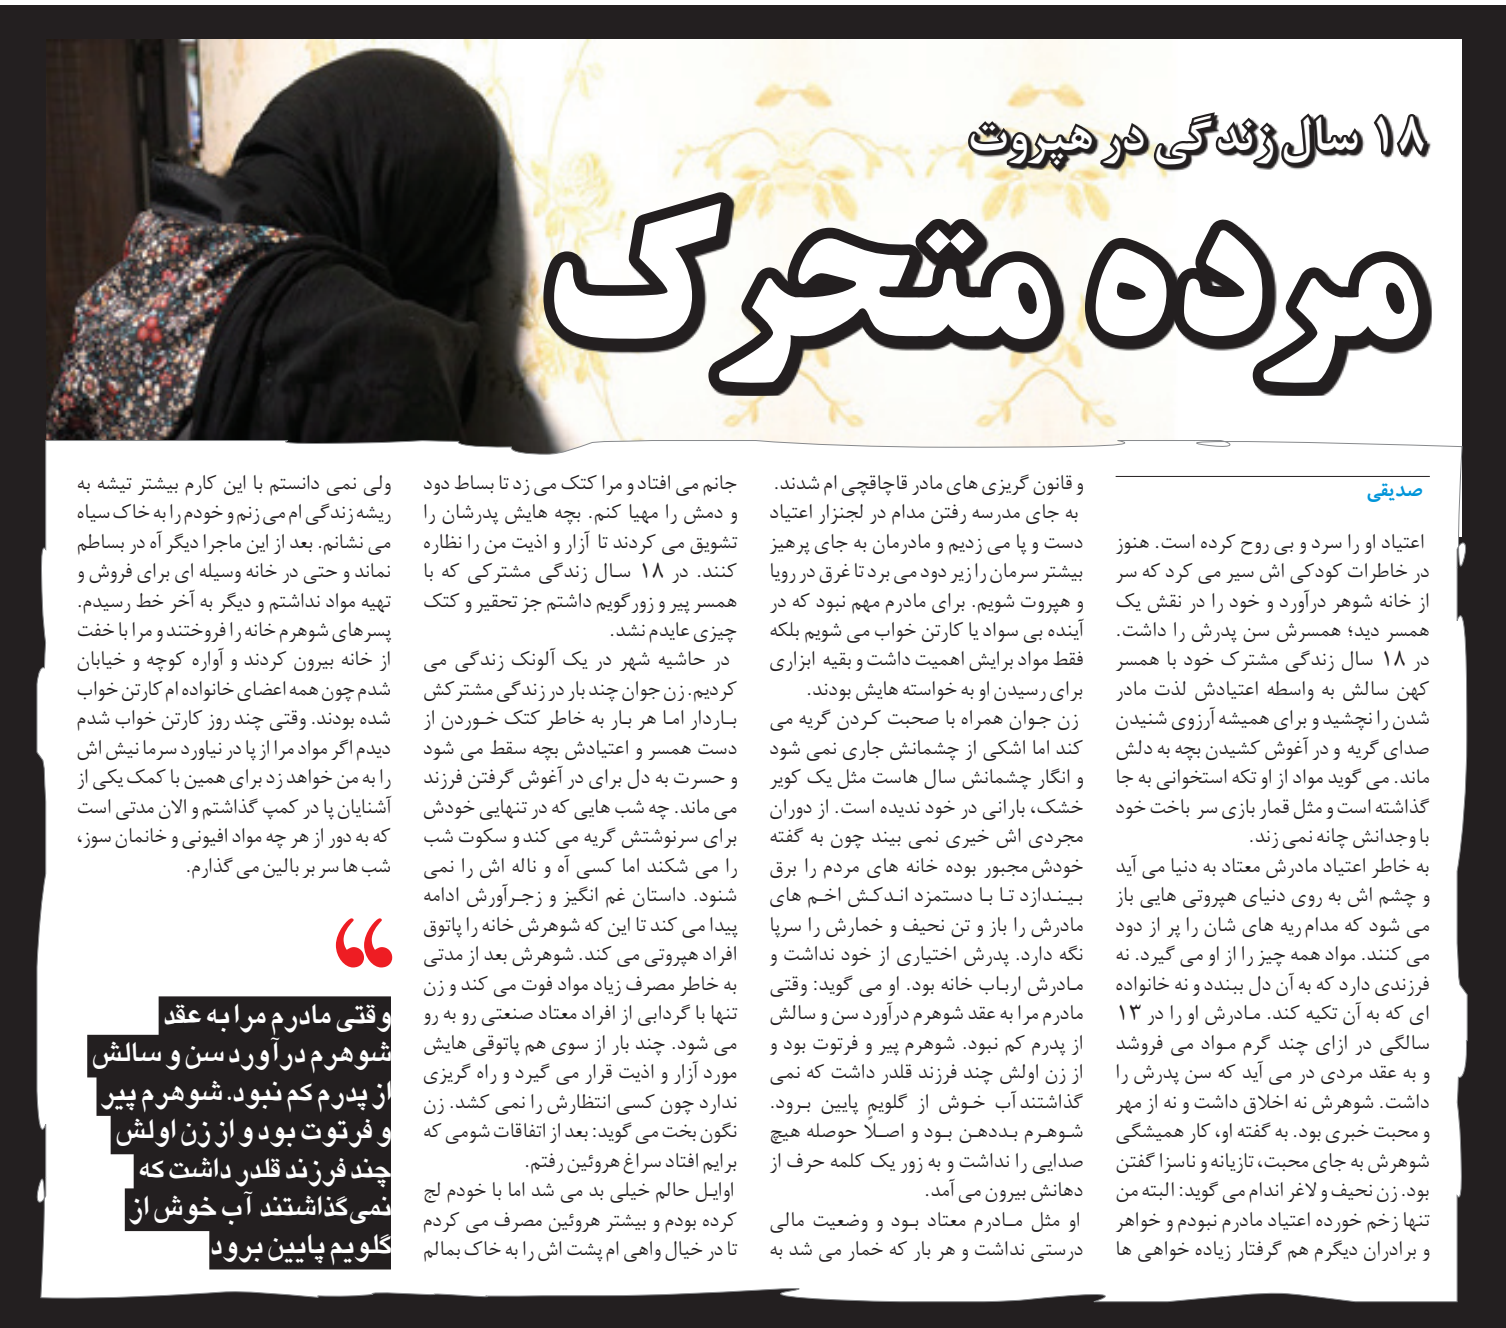 ۱۸ سال زندگی در هپروت
مرده متحرک
صدیقی
اعتیاد او را سرد و بی روح کرده است. هنوز
در خاطرات کودکی اش سیر می کرد که سر
از خانه شوهر درآورد و خود را در نقش یک
همسر دید؛ همسرش سن پدرش را داشت.
در ۱۸ سال زندگی مشترک خود با همسر
کهن سالش به واسطه اعتیادش لذت مادر
شدن را نچشید و برای همیشه آرزوی شنیدن
صدای گریه و در آغوش کشیدن بچه به دلش
ماند. می گوید مواد از او تکه استخوانی به جا
گذاشته است و مثل قمار بازی سر باخت خود
با وجدانش چانه نمی زند.
به خاطر اعتیاد مادرش معتاد به دنیا می آید
و چشم اش به روی دنیای هپروتی هایی باز
می شود که مدام ریه های شان را پر از دود
می کنند. مواد همه چیز را از او می گیرد. نه
فرزندی دارد که به آن دل ببندد و نه خانواده
ای که به آن تکیه کند. مادرش او را در ۱۳
سالگی در ازای چند گرم مواد می فروشد
و به عقد مردی در می آید که سن پدرش را
داشت. شوهرش نه اخلاق داشت و نه از مهر
و محبت خبری بود. به گفته او، کار همیشگی
شوهرش به جای محبت، تازیانه و ناسزا گفتن
بود. زن نحیف و لاغر اندام می گوید: البته من
تنها زخم خورده اعتیاد مادرم نبودم و خواهر
و برادران دیگرم هم گرفتار زیاده خواهی ها
و قانون گریزی های مادر قاچاقچی ام شدند.
به جای مدرسه رفتن مدام در لجنزار اعتیاد
دست و پا می زدیم و مادرمان به جای پرهیز
بیشتر سرمان را زیر دود می برد تا غرق در رویا
و هپروت شویم. برای مادرم مهم نبود که در
آینده بی سواد یا کارتن خواب می شویم بلکه
فقط مواد برایش اهمیت داشت و بقیه ابزاری
برای رسیدن او به خواسته هایش بودند.
زن جوان همراه با صحبت کردن گریه می
کند اما اشکی از چشمانش جاری نمی شود
و انگار چشمانش سال هاست مثل یک کویر
خشک، بارانی در خود ندیده است. از دوران
مجردی اش خیری نمی بیند چون به گفته
خودش مجبور بوده خانه های مردم را برق
بیندازد تا با دستمزد اندکش اخم های
مادرش را باز و تن نحیف و خمارش را سرپا
نگه دارد. پدرش اختیاری از خود نداشت و
مادرش ارباب خانه بود. او می گوید: وقتی
مادرم مرا به عقد شوهرم درآورد سن و سالش
از پدرم کم نبود. شوهرم پیر و فرتوت بود و
از زن اولش چند فرزند قلدر داشت که نمی
گذاشتند آب خوش از گلویم پایین برود.
شوهرم بددهن بود و اصلاً حوصله هیچ
صدایی را نداشت و به زور یک کلمه حرف از
دهانش بیرون می آمد.
او مثل مادرم معتاد بود و وضعیت مالی
درستی نداشت و هر بار که خمار می شد به
جانم می افتاد و مرا کتک می زد تا بساط دود
و دمش را مهیا کنم. بچه هایش پدرشان را
تشویق می کردند تا آزار و اذیت من را نظاره
کنند. در ۱۸ سال زندگی مشترکی که با
همسر پیر و زورگویم داشتم جز تحقیر و کتک
چیزی عایدم نشد.
در حاشیه شهر در یک آلونک زندگی می
کردیم. زن جوان چند بار در زندگی مشترکش
باردار اما هر بار به خاطر کتک خوردن از
دست همسر و اعتیادش بچه سقط می شود
و حسرت به دل برای در آغوش گرفتن فرزند
می ماند. چه شب هایی که در تنهایی خودش
برای سرنوشتش گریه می کند و سکوت شب
را می شکند اما کسی آه و ناله اش را نمی
شنود. داستان غم انگیز و زجرآورش ادامه
پیدا می کند تا این که شوهرش خانه را پاتوق
افراد هپروتی می کند. شوهرش بعد از مدتی
به خاطر مصرف زیاد مواد فوت می کند و زن
تنها با گردابی از افراد معتاد صنعتی رو به رو
می شود. چند بار از سوی هم پاتوقی هایش
مورد آزار و اذیت قرار می گیرد و راه گریزی
ندارد چون کسی انتظارش را نمی کشد. زن
نگون بخت می گوید: بعد از اتفاقات شومی که
برایم افتاد سراغ هروئین رفتم.
اوایل حالم خیلی بد می شد اما با خودم لج
کرده بودم و بیشتر هروئین مصرف می کردم
تا در خیال واهی ام پشت اش را به خاک بمالم
ولی نمی دانستم با این کارم بیشتر تیشه به
ریشه زندگی ام می زنم و خودم را به خاک سیاه
می نشانم. بعد از این ماجرا دیگر آه در بساطم
نماند و حتی در خانه وسیله ای برای فروش و
تهیه مواد نداشتم و دیگر به آخر خط رسیدم.
پسرهای شوهرم خانه را فروختند و مرا با خفت
از خانه بیرون کردند و آواره کوچه و خیابان
شدم چون همه اعضای خانواده ام کارتن خواب
شده بودند. وقتی چند روز کارتن خواب شدم
دیدم اگر مواد مرا از پا در نیاورد سرما نیش اش
را به من خواهد زد برای همین با کمک یکی از
آشنایان پا در کمپ گذاشتم و الان مدتی است
که به دور از هر چه مواد افیونی و خانمان سوز،
شب ها سر بر بالین می گذارم.
وقتی مادرم مرا به عقد
شوهرم درآورد سن و سالش
از پدرم کم نبود. شوهرم پیر
و فرتوت بود و از زن اولش
چند فرزند قلدر داشت که
نمی‌گذاشتند آب خوش از
گلویم پایین برود